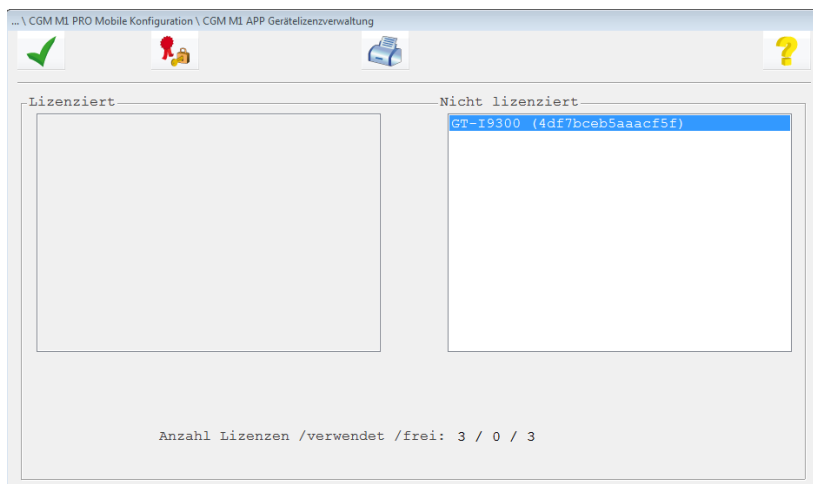 ... \ CGM M1 PRO Mobile Konfiguration \ CGM M1 APP Gerätelizenzverwaltung
Lizenziert
Nicht lizenziert
GT-I9300 (4df7bceb5aaacf5f)
Anzahl Lizenzen /verwendet /frei: 3 / 0 / 3